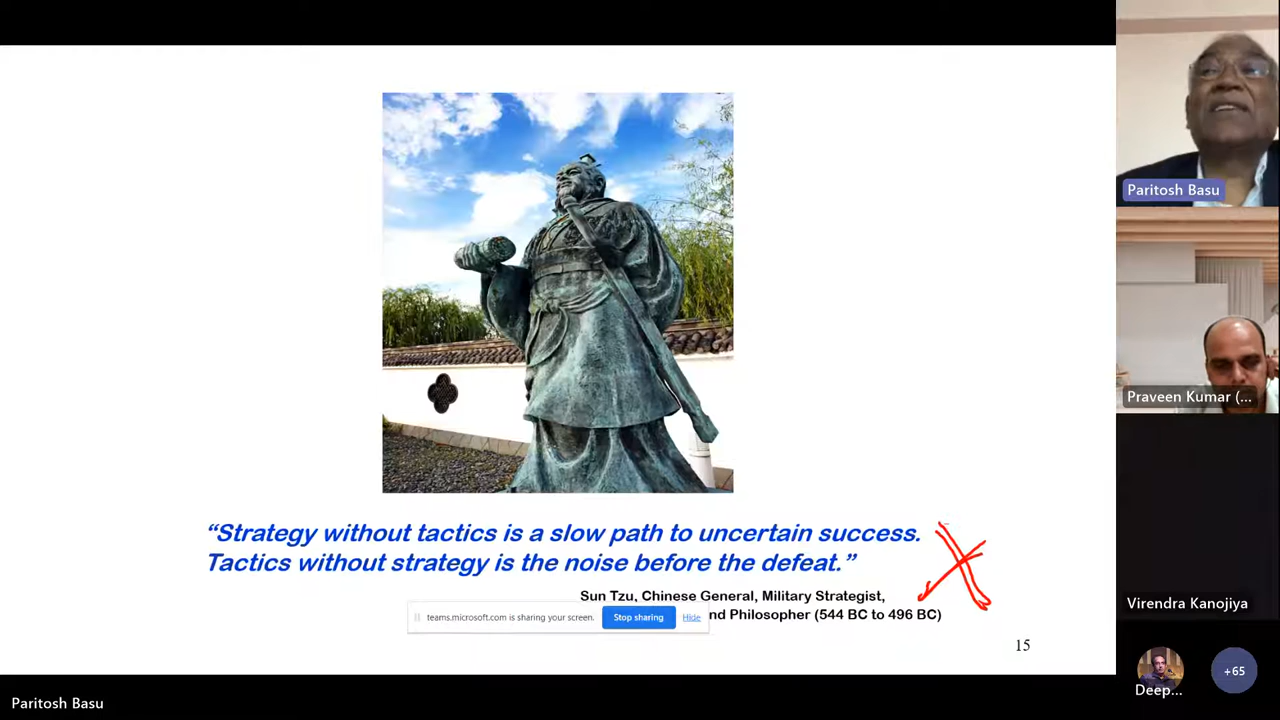 “Strategy without tactics is a slow path to uncertain success.
Tactics without strategy is the noise before the defeat.”
Sun Tzu, Chinese General, Military Strategist,
nd Philosopher (544 BC to 496 BC)
teams.microsoft.com is sharing your screen.
Stop sharing
Hide
15
Paritosh Basu
Paritosh Basu
Praveen Kumar (...
Virendra Kanojiya
Deep...
+65